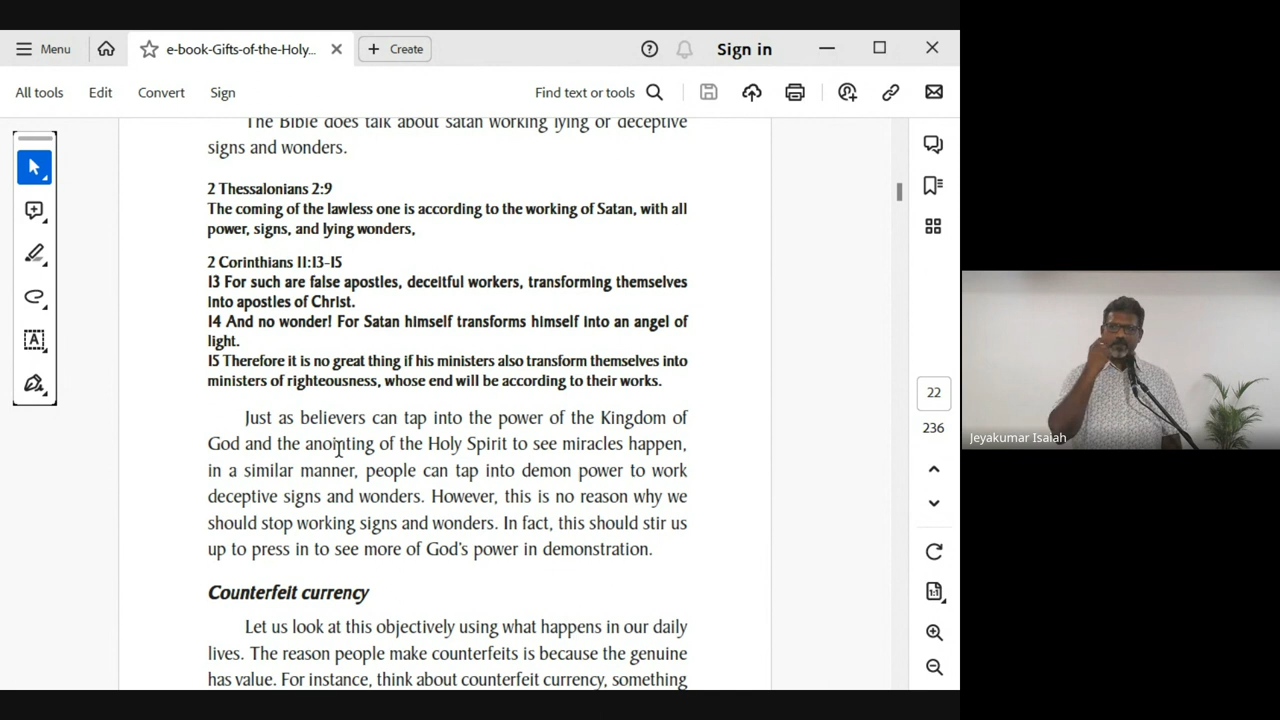 Menu
e-book-Gifts-of-the-Holy...
Create
Sign in
All tools
Edit
Convert
Sign
Find text or tools
The Bible does talk about satan working lying or deceptive
signs and wonders.
2 Thessalonians 2:9
The coming of the lawless one is according to the working of Satan, with all
power, signs, and lying wonders,
2 Corinthians 11:13-15
13 For such are false apostles, deceitful workers, transforming themselves
into apostles of Christ.
14 And no wonder! For Satan himself transforms himself into an angel of
light.
15 Therefore it is no great thing if his ministers also transform themselves into
ministers of righteousness, whose end will be according to their works.
Just as believers can tap into the power of the Kingdom of
God and the anointing of the Holy Spirit to see miracles happen,
in a similar manner, people can tap into demon power to work
deceptive signs and wonders. However, this is no reason why we
should stop working signs and wonders. In fact, this should stir us
up to press in to see more of God's power in demonstration.
Counterfeit currency
Let us look at this objectively using what happens in our daily
lives. The reason people make counterfeits is because the genuine
has value. For instance, think about counterfeit currency, something
22
236
1:1
Jeyakumar Isaiah